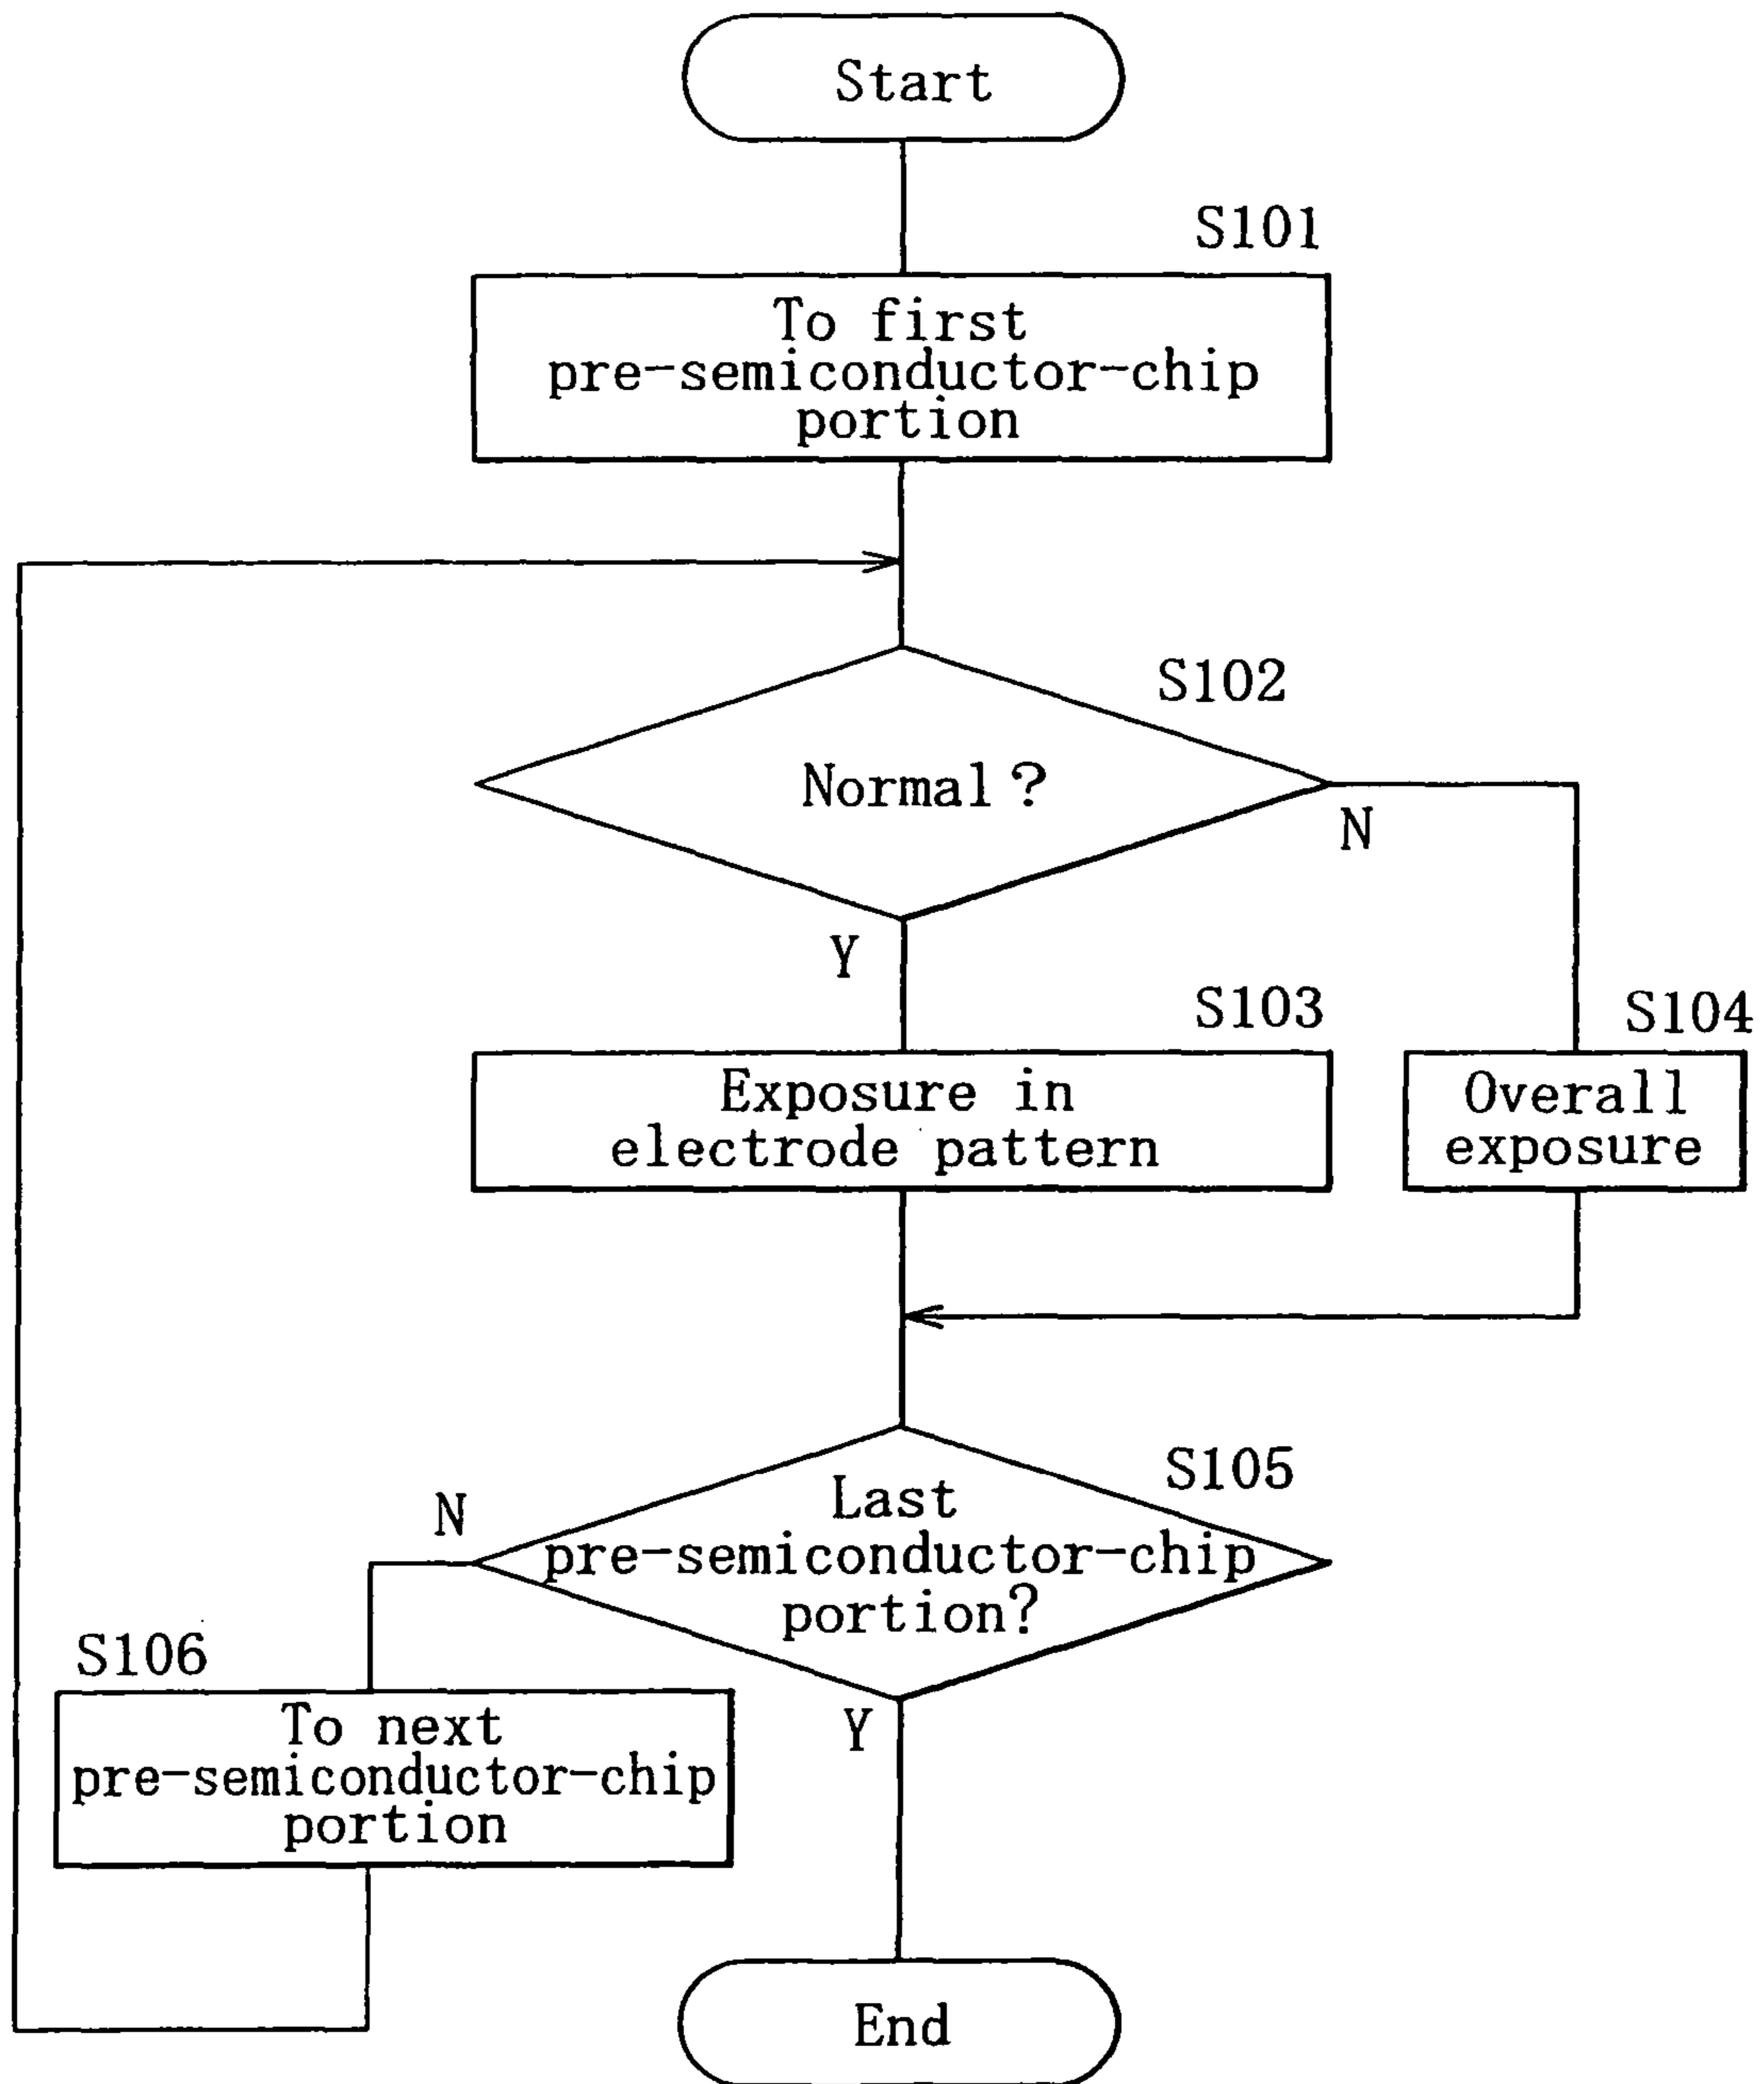 Start
S101
To first
pre-semiconductor-chip
portion
S102
Normal?
N
Y
S103
Exposure in
electrode pattern
S104
Overall
exposure
S105
Last
pre-semiconductor-chip
portion?
N
Y
S106
To next
pre-semiconductor-chip
portion
End